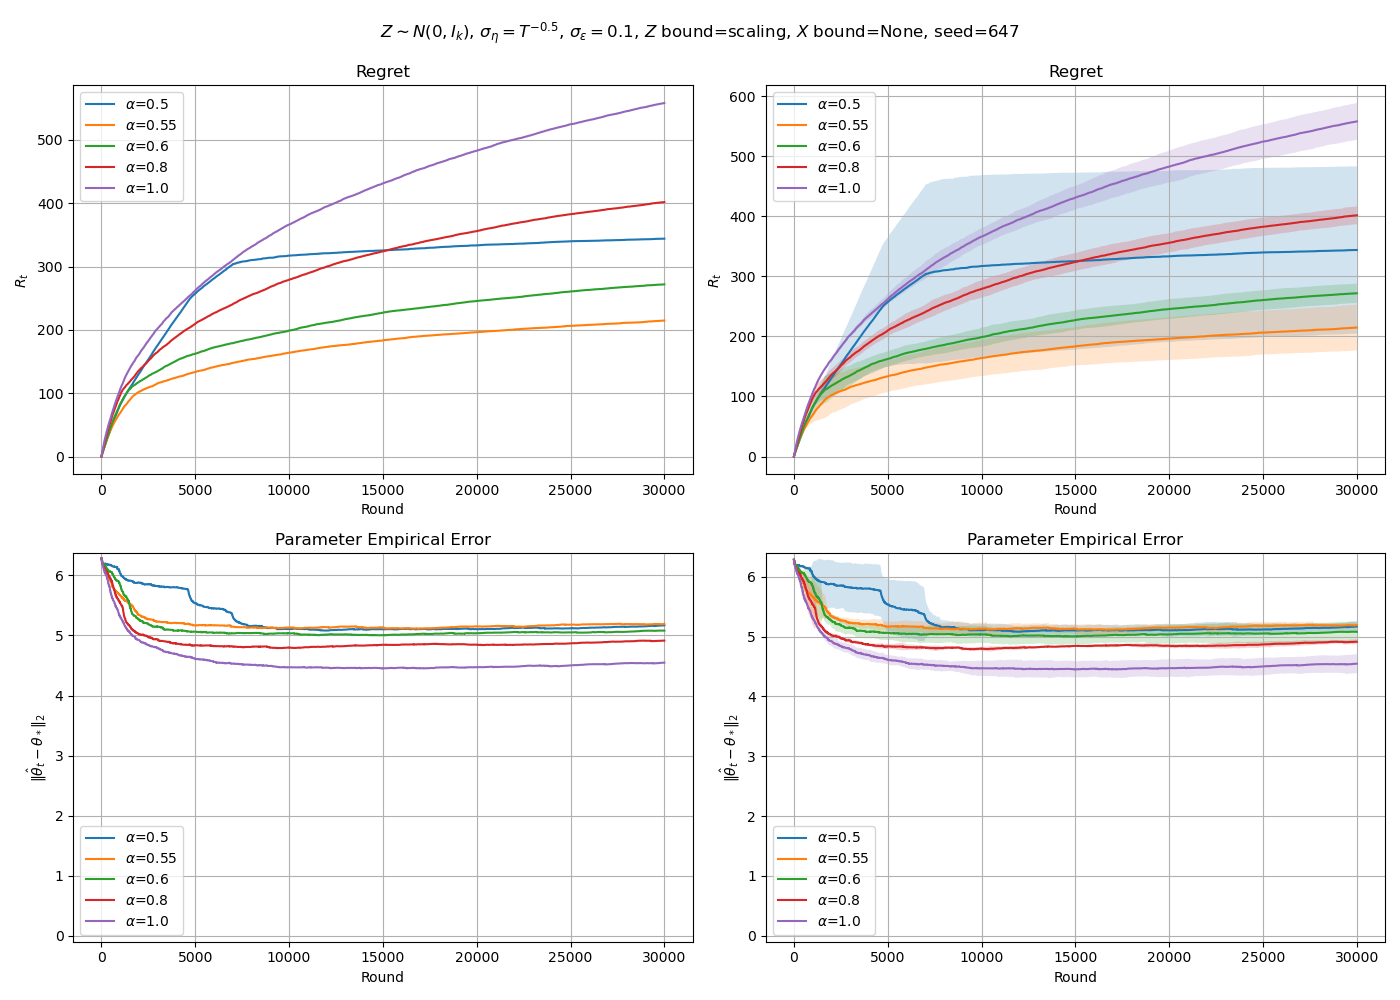 Z ~ N(0, I_k), σ_η = T^{−0.5}, σ_ε = 0.1, Z bound=scaling, X bound=None, seed=647
Regret
R_t
500
400
300
200
100
0
α=0.5
α=0.55
α=0.6
α=0.8
α=1.0
0 5000 10000 15000 20000 25000 30000
Round
Regret
R_t
600
500
400
300
200
100
0
α=0.5
α=0.55
α=0.6
α=0.8
α=1.0
0 5000 10000 15000 20000 25000 30000
Round
Parameter Empirical Error
‖θ̂_t − θ_*‖_2
6
5
4
3
2
1
0
α=0.5
α=0.55
α=0.6
α=0.8
α=1.0
0 5000 10000 15000 20000 25000 30000
Round
Parameter Empirical Error
‖θ̂_t − θ_*‖_2
6
5
4
3
2
1
0
α=0.5
α=0.55
α=0.6
α=0.8
α=1.0
0 5000 10000 15000 20000 25000 30000
Round